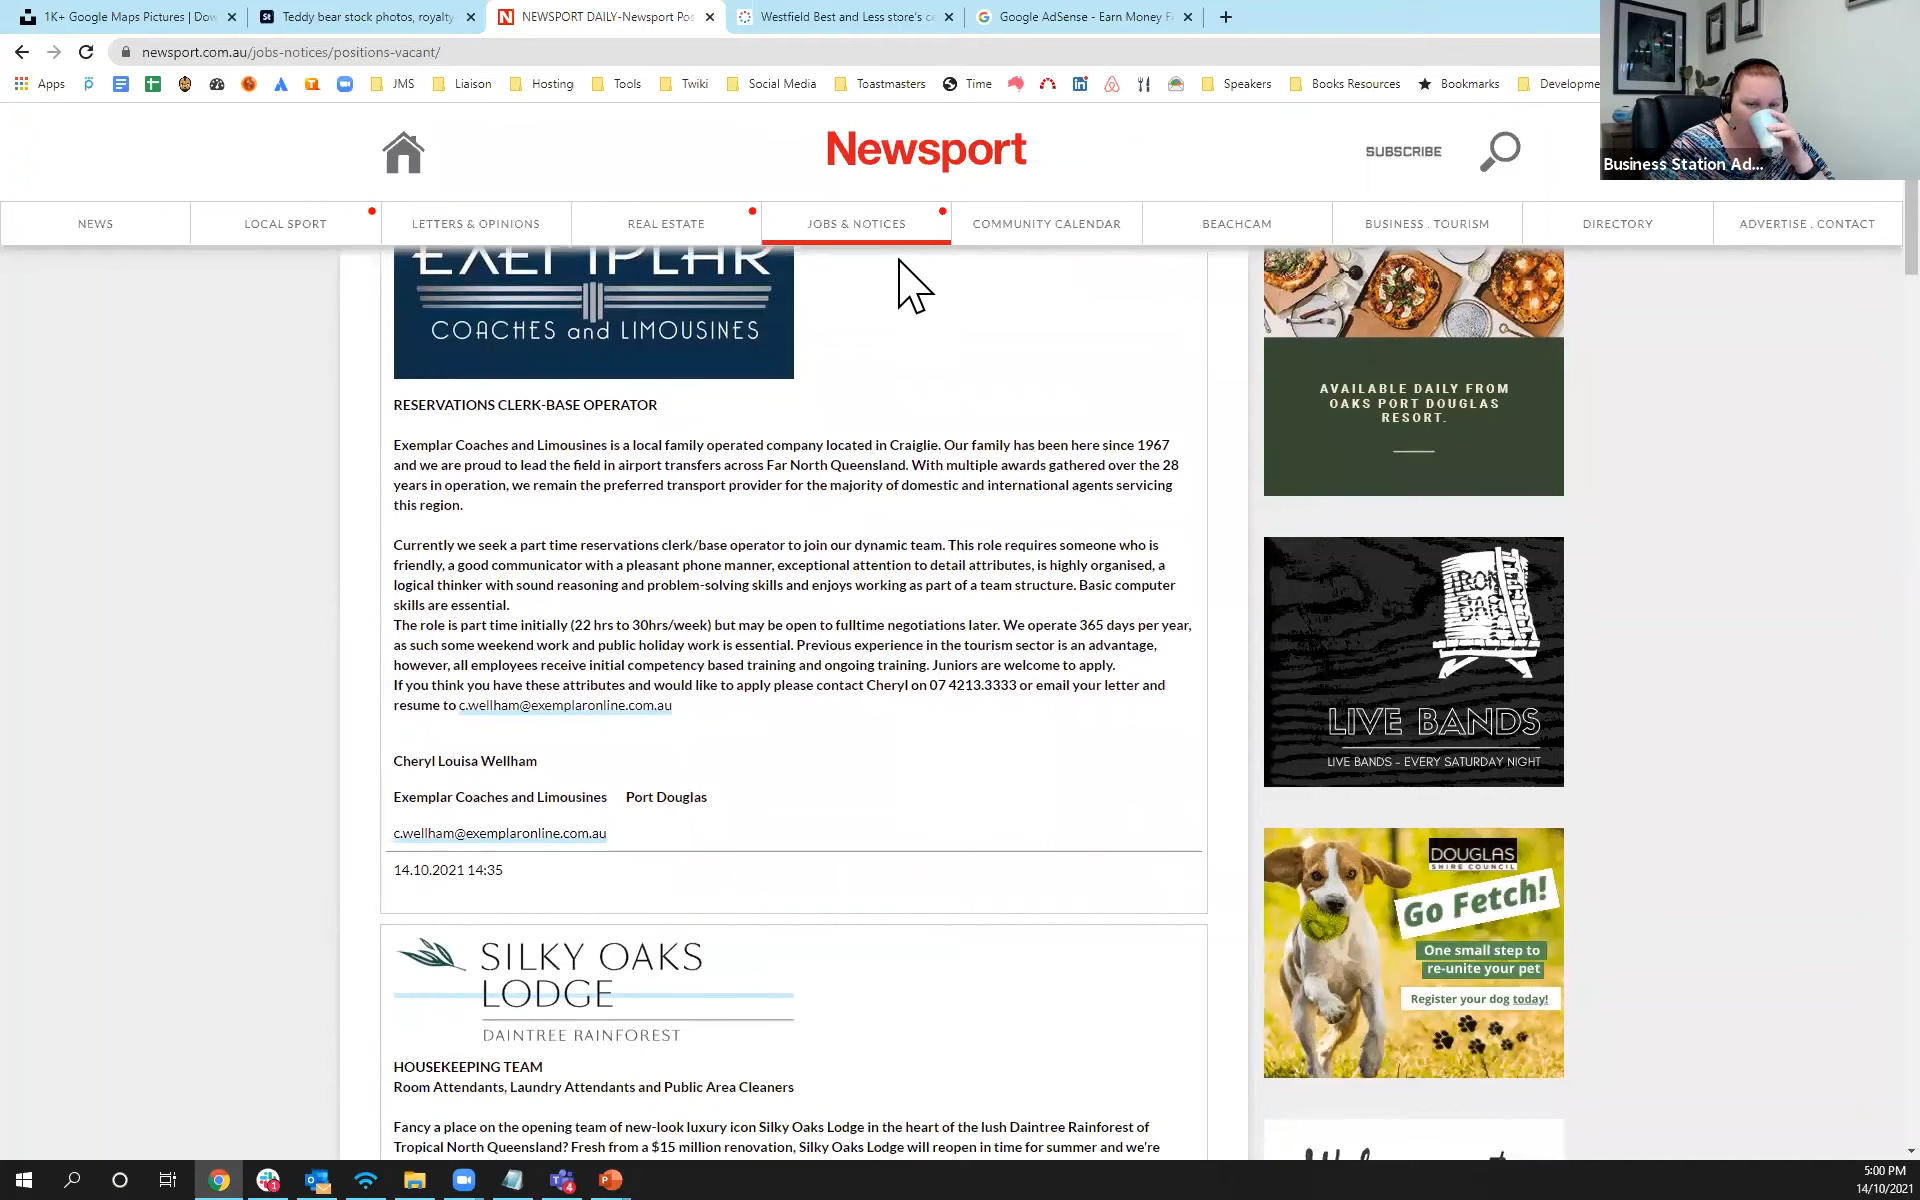 1K+ Google Maps Pictures | Dow
Teddy bear stock photos, royalty
NEWSPORT DAILY-Newsport Pos
Westfield Best and Less store's c
Google AdSense - Earn Money F
newsport.com.au/jobs-notices/positions-vacant/
Apps
JMS
Liaison
Hosting
Tools
Twiki
Social Media
Toastmasters
Time
Speakers
Books Resources
Bookmarks
Developme
Business Station Ad...
Newsport
SUBSCRIBE
NEWS
LOCAL SPORT
LETTERS & OPINIONS
REAL ESTATE
JOBS & NOTICES
COMMUNITY CALENDAR
BEACHCAM
BUSINESS . TOURISM
DIRECTORY
ADVERTISE . CONTACT
EXEMPLAR
COACHES and LIMOUSINES
RESERVATIONS CLERK-BASE OPERATOR
Exemplar Coaches and Limousines is a local family operated company located in Craiglie. Our family has been here since 1967
and we are proud to lead the field in airport transfers across Far North Queensland. With multiple awards gathered over the 28
years in operation, we remain the preferred transport provider for the majority of domestic and international agents servicing
this region.
Currently we seek a part time reservations clerk/base operator to join our dynamic team. This role requires someone who is
friendly, a good communicator with a pleasant phone manner, exceptional attention to detail attributes, is highly organised, a
logical thinker with sound reasoning and problem-solving skills and enjoys working as part of a team structure. Basic computer
skills are essential.
The role is part time initially (22 hrs to 30hrs/week) but may be open to fulltime negotiations later. We operate 365 days per year,
as such some weekend work and public holiday work is essential. Previous experience in the tourism sector is an advantage,
however, all employees receive initial competency based training and ongoing training. Juniors are welcome to apply.
If you think you have these attributes and would like to apply please contact Cheryl on 07 4213.3333 or email your letter and
resume to c.wellham@exemplaronline.com.au
Cheryl Louisa Wellham
Exemplar Coaches and Limousines Port Douglas
c.wellham@exemplaronline.com.au
14.10.2021 14:35
SILKY OAKS
LODGE
DAINTREE RAINFOREST
HOUSEKEEPING TEAM
Room Attendants, Laundry Attendants and Public Area Cleaners
Fancy a place on the opening team of new-look luxury icon Silky Oaks Lodge in the heart of the lush Daintree Rainforest of
Tropical North Queensland? Fresh from a $15 million renovation, Silky Oaks Lodge will reopen in time for summer and we're
AVAILABLE DAILY FROM
OAKS PORT DOUGLAS
RESORT.
IRON
BAR
LIVE BANDS
LIVE BANDS - EVERY SATURDAY NIGHT
DOUGLAS
SHIRE COUNCIL
Go Fetch!
One small step to
re-unite your pet
Register your dog today!
5:00 PM
14/10/2021